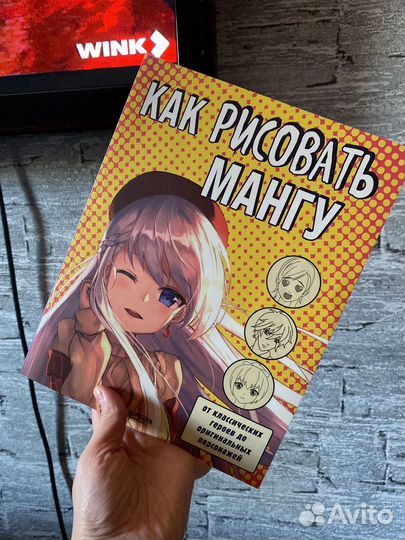 WINK
КАК РИСОВАТЬ
МАНГУ
от классических
героев до
оригинальных
персонажей
Avito